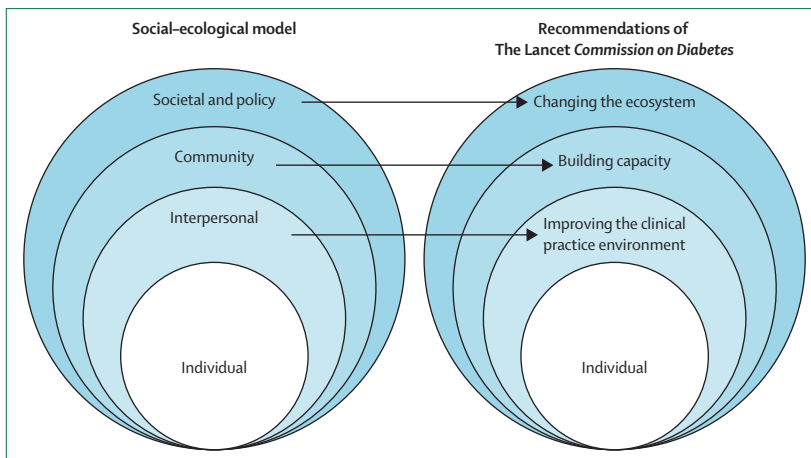 Social–ecological model
Recommendations of
The Lancet Commission on Diabetes
Societal and policy
Changing the ecosystem
Community
Building capacity
Interpersonal
Improving the clinical
practice environment
Individual
Individual